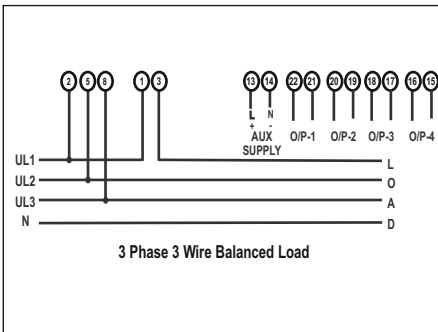 2 5 8 1 3 13 14 22 21 20 19 18 17 16 15
L N
+ -
AUX O/P-1 O/P-2 O/P-3 O/P-4
SUPPLY
UL1 L
UL2 O
UL3 A
N D
3 Phase 3 Wire Balanced Load